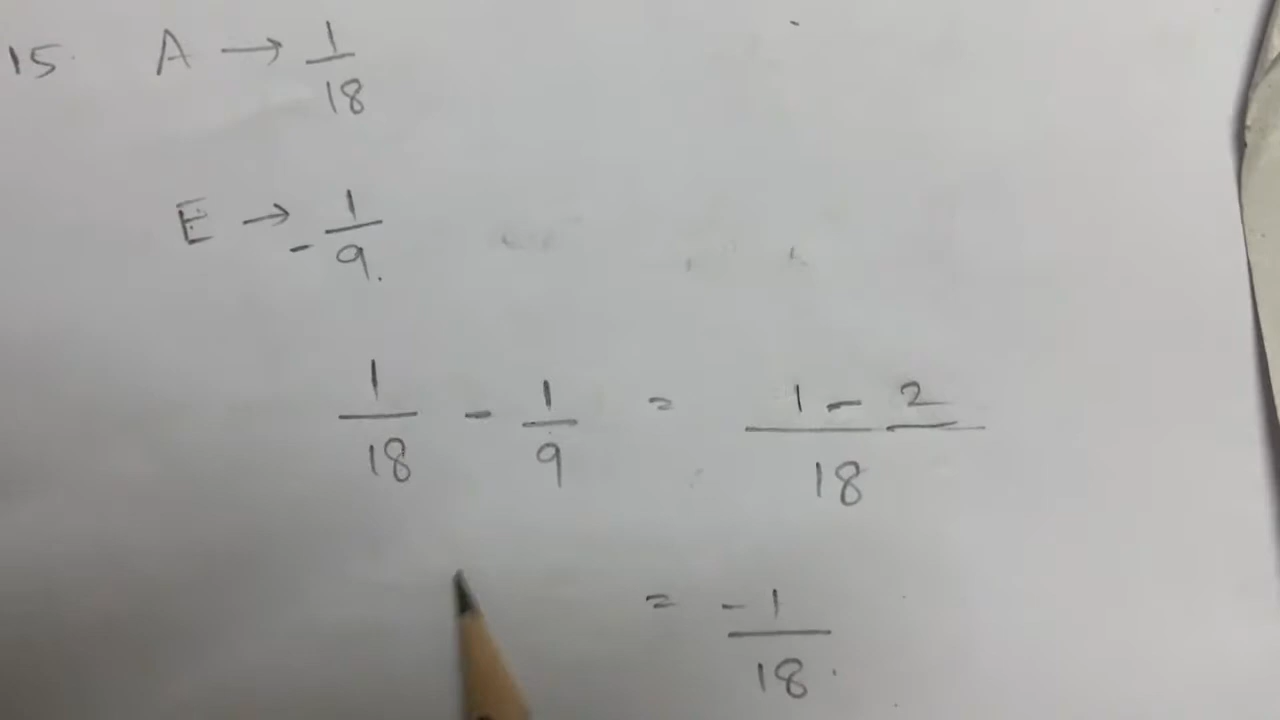 15. A → 1/18
E → - 1/9.
1/18 - 1/9 = 1 - 2/18
= -1/18.